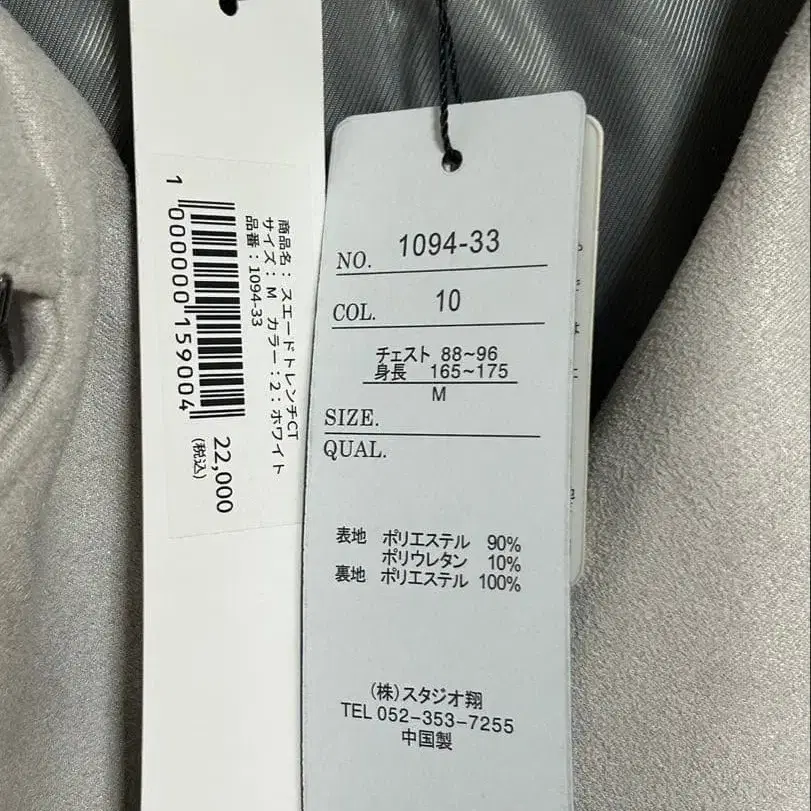 商品名：スエードトレンチCT
サイズ：M　カラー：2：ホワイト
品番：1094-33
1 000000 159004
22,000
(税込)
NO. 1094-33
COL. 10
チェスト 88~96
身長 165~175
M
SIZE.
QUAL.
表地 ポリエステル 90%
ポリウレタン 10%
裏地 ポリエステル 100%
(株)スタジオ翔
TEL 052-353-7255
中国製